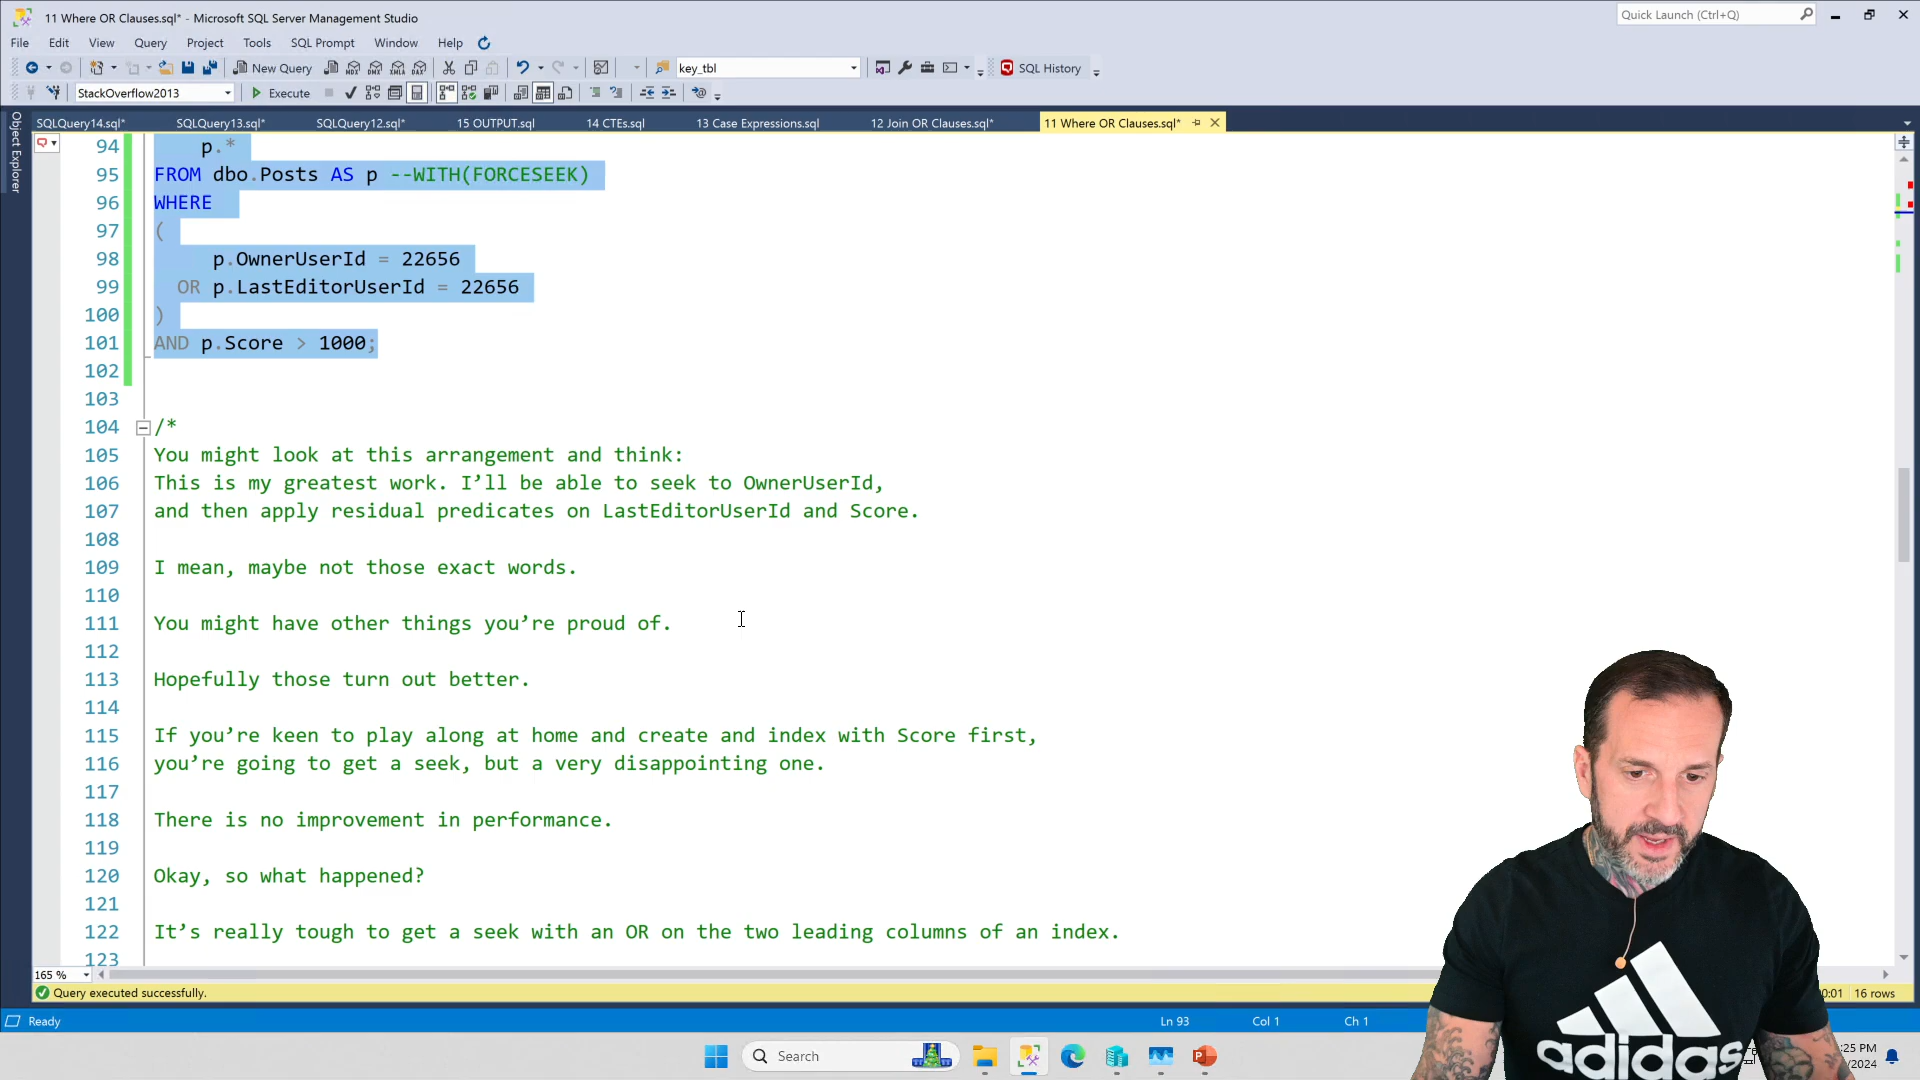 11 Where OR Clauses.sql* - Microsoft SQL Server Management Studio
Quick Launch (Ctrl+Q)
File Edit View Query Project Tools SQL Prompt Window Help
New Query MDX DMX XMLA DAX key_tbl SQL History
StackOverflow2013 Execute
SQLQuery14.sql* SQLQuery13.sql* SQLQuery12.sql* 15 OUTPUT.sql 14 CTEs.sql 13 Case Expressions.sql 12 Join OR Clauses.sql* 11 Where OR Clauses.sql*
Object Explorer
94 p.*
95 FROM dbo.Posts AS p --WITH(FORCESEEK)
96 WHERE
97 (
98 p.OwnerUserId = 22656
99 OR p.LastEditorUserId = 22656
100 )
101 AND p.Score > 1000;
102
103
104 /*
105 You might look at this arrangement and think:
106 This is my greatest work. I’ll be able to seek to OwnerUserId,
107 and then apply residual predicates on LastEditorUserId and Score.
108
109 I mean, maybe not those exact words.
110
111 You might have other things you’re proud of.
112
113 Hopefully those turn out better.
114
115 If you’re keen to play along at home and create and index with Score first,
116 you’re going to get a seek, but a very disappointing one.
117
118 There is no improvement in performance.
119
120 Okay, so what happened?
121
122 It’s really tough to get a seek with an OR on the two leading columns of an index.
123
165 %
Query executed successfully. 0:01 16 rows
Ready Ln 93 Col 1 Ch 1
Search
:25 PM
/2024
adidas